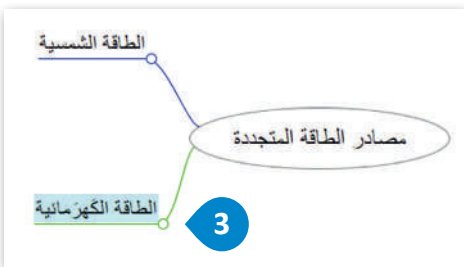 الطاقة الشمسية
مصادر الطاقة المتجددة
الطاقة الكَهرَمائية
3